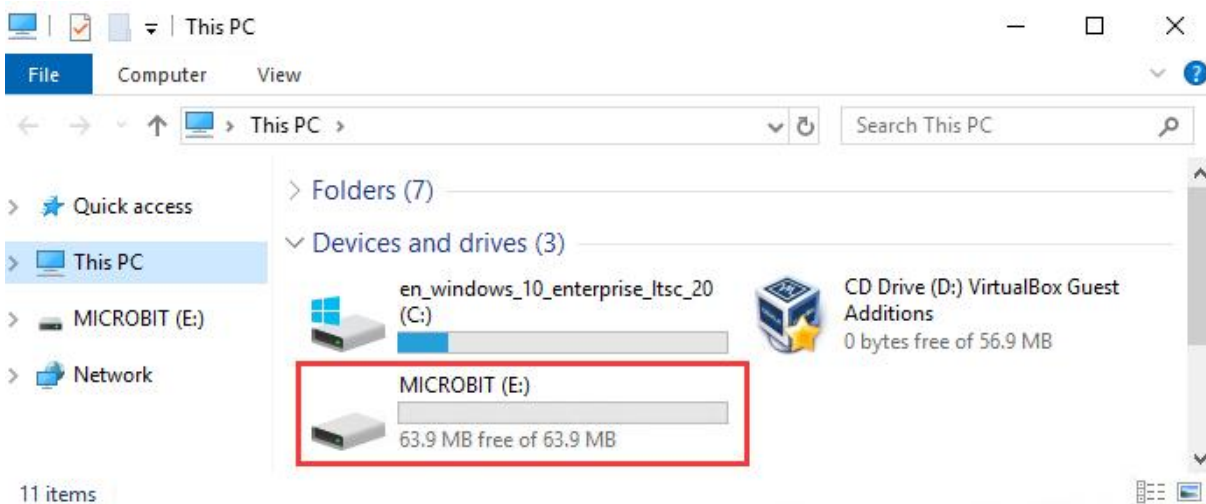 This PC
File Computer View
This PC
Search This PC
Quick access
This PC
MICROBIT (E:)
Network
Folders (7)
Devices and drives (3)
en_windows_10_enterprise_ltsc_20
(C:)
CD Drive (D:) VirtualBox Guest
Additions
0 bytes free of 56.9 MB
MICROBIT (E:)
63.9 MB free of 63.9 MB
11 items